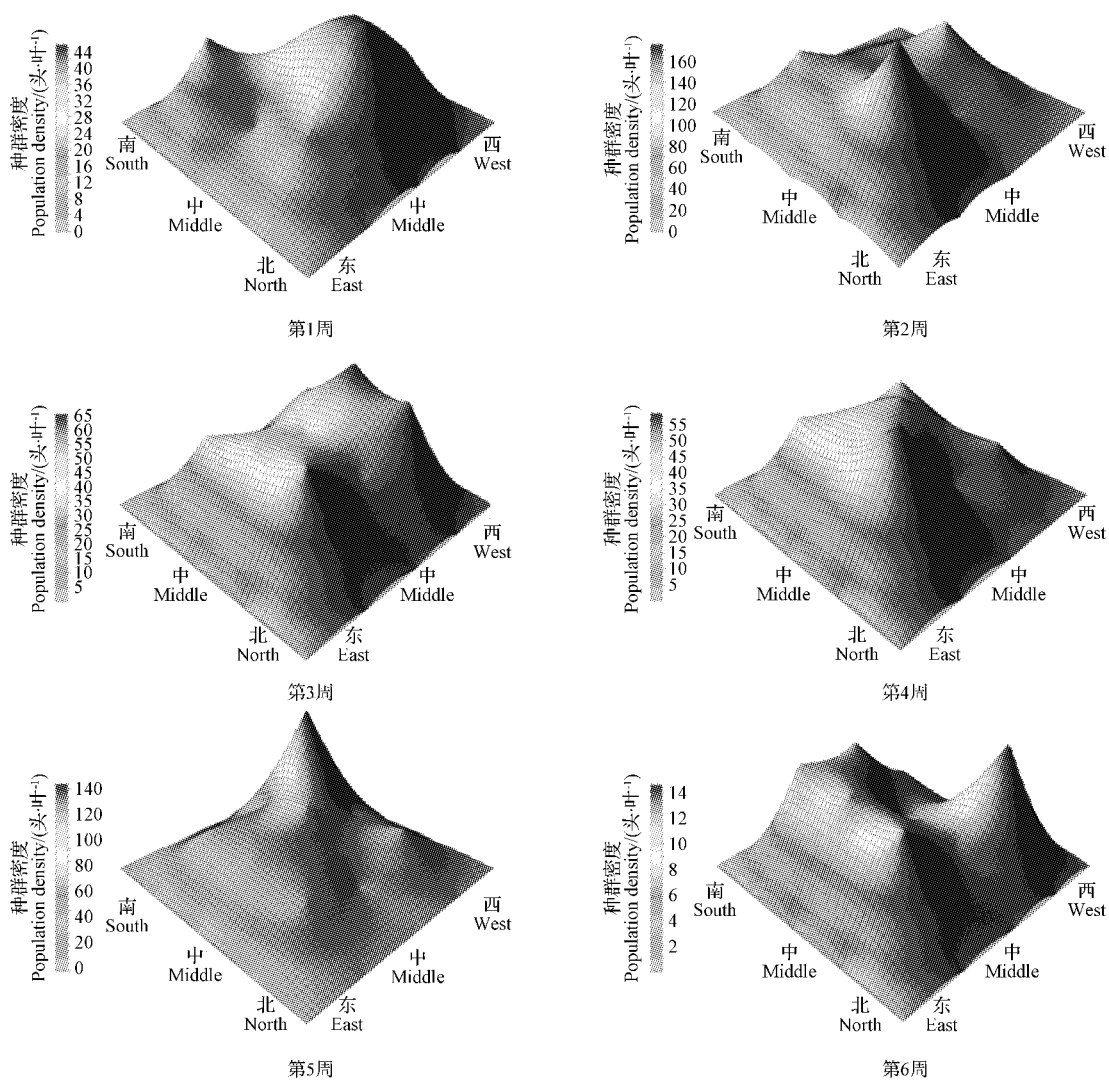 种群密度
Population density/(头·叶⁻¹)
44
40
36
32
28
24
20
16
12
8
4
0
南
South
中
Middle
北
North
东
East
中
Middle
西
West
第1周
种群密度
Population density/(头·叶⁻¹)
160
140
120
100
80
60
40
20
0
南
South
中
Middle
北
North
东
East
中
Middle
西
West
第2周
种群密度
Population density/(头·叶⁻¹)
65
60
55
50
45
40
35
30
25
20
15
10
5
南
South
中
Middle
北
North
东
East
中
Middle
西
West
第3周
种群密度
Population density/(头·叶⁻¹)
55
50
45
40
35
30
25
20
15
10
5
南
South
中
Middle
北
North
东
East
中
Middle
西
West
第4周
种群密度
Population density/(头·叶⁻¹)
140
120
100
80
60
40
20
0
南
South
中
Middle
北
North
东
East
中
Middle
西
West
第5周
种群密度
Population density/(头·叶⁻¹)
14
12
10
8
6
4
2
南
South
中
Middle
北
North
东
East
中
Middle
西
West
第6周